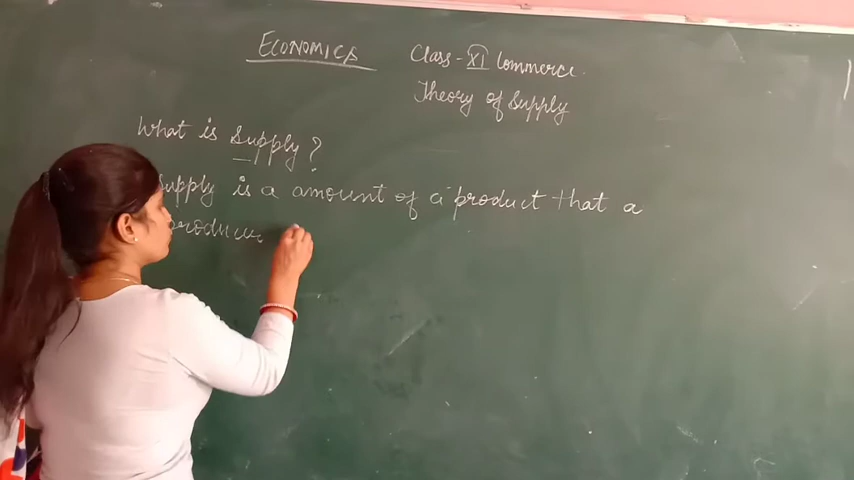 Economics
Class - XI Commerce
Theory of Supply
What is Supply?
Supply is a amount of a product that a